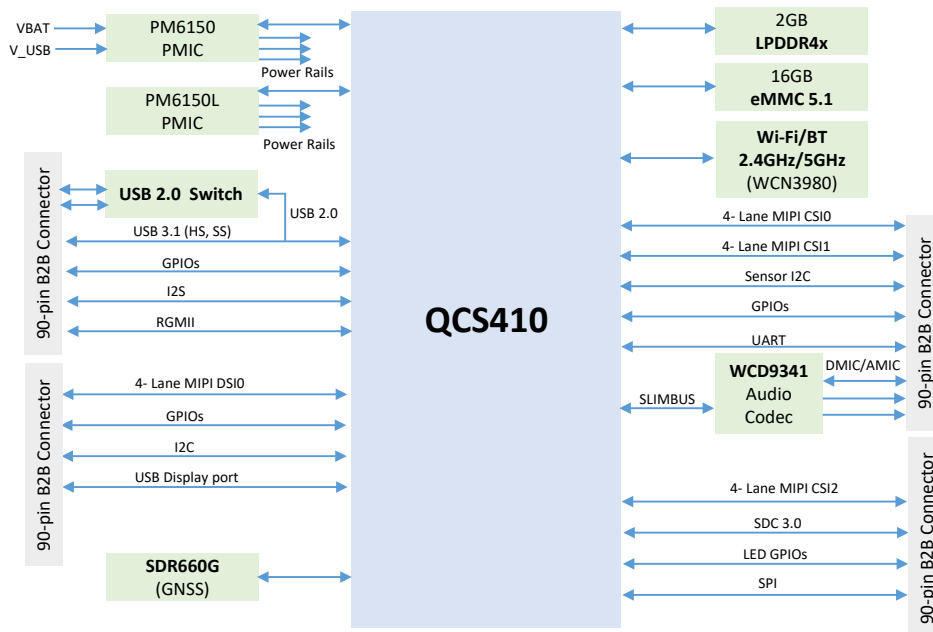 VBAT
V_USB
PM6150
PMIC
Power Rails
PM6150L
PMIC
Power Rails
90-pin B2B Connector
USB 2.0  Switch
USB 2.0
USB 3.1 (HS, SS)
GPIOs
I2S
RGMII
90-pin B2B Connector
4- Lane MIPI DSI0
GPIOs
I2C
USB Display port
SDR660G
(GNSS)
QCS410
2GB
LPDDR4x
16GB
eMMC 5.1
Wi-Fi/BT
2.4GHz/5GHz
(WCN3980)
4- Lane MIPI CSI0
4- Lane MIPI CSI1
Sensor I2C
GPIOs
UART
90-pin B2B Connector
WCD9341
Audio
Codec
DMIC/AMIC
SLIMBUS
4- Lane MIPI CSI2
SDC 3.0
LED GPIOs
SPI
90-pin B2B Connector